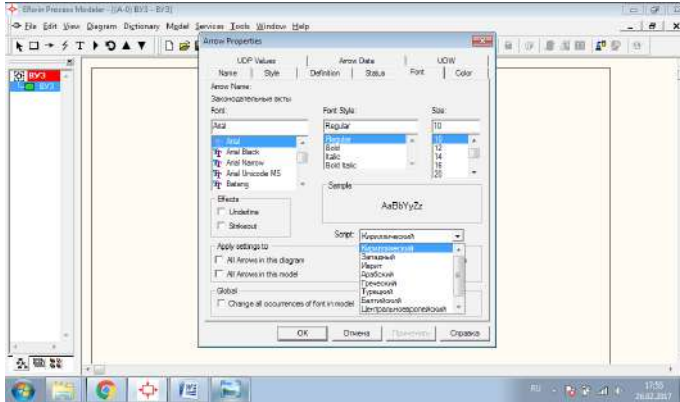 ERwin Process Modeler - [(A-0) ВУЗ - ВУЗ]
File Edit View Diagram Dictionary Model Services Tools Window Help
Arrow Properties
UDP Values Arrow Data UOW
Name Style Definition Status Font Color
Arrow Name:
Законодательные акты
Font: Font Style: Size:
Arial Regular 10
Arial Regular 10
Arial Black Bold 12
Arial Narrow Italic 14
Arial Unicode MS Bold Italic 16
Batang 20
Effects Sample
Underline AaBbYyZz
Strikeout
Script: Кириллический
Apply settings to Кириллический
All Arrows in this diagram Западный
Иврит
All Arrows in this model Арабский
Греческий
Global Турецкий
Change all occurrences of font in model Балтийский
Центральноевропейский
OK Отмена Применить Справка
ВУЗ
ВУЗ
RU 17:55
26.02.2017